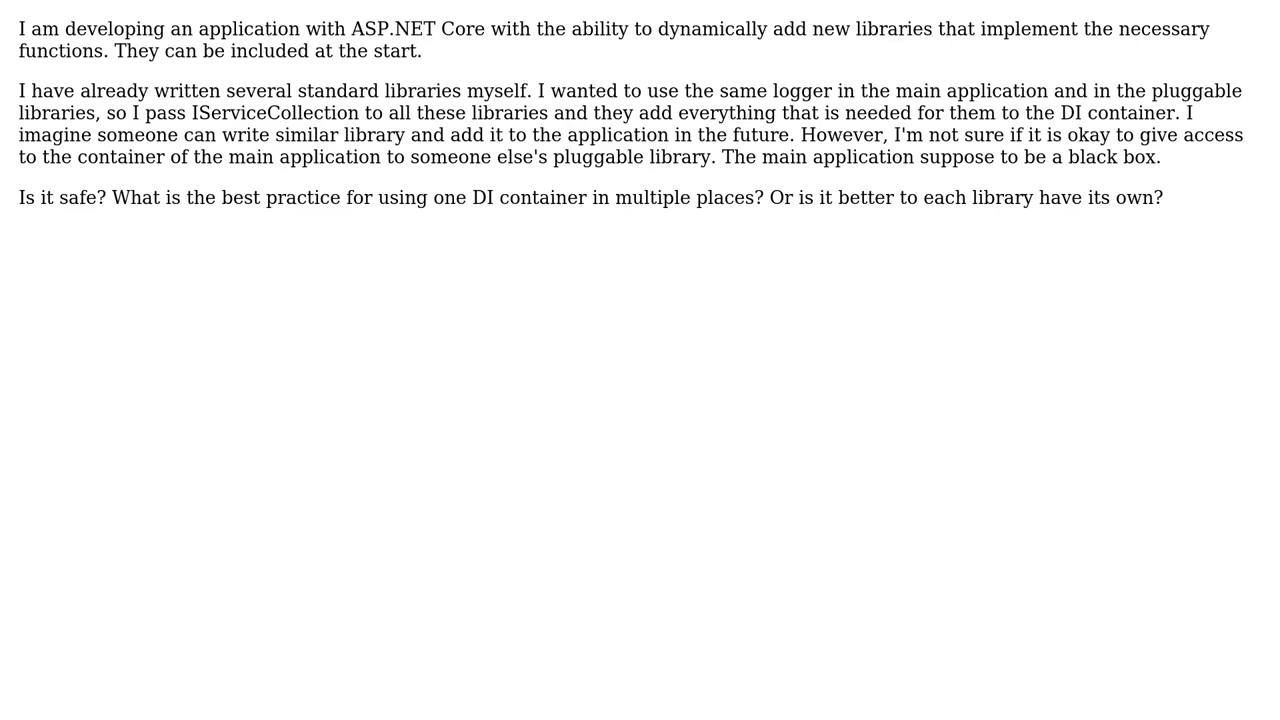 I am developing an application with ASP.NET Core with the ability to dynamically add new libraries that implement the necessary
functions. They can be included at the start.
I have already written several standard libraries myself. I wanted to use the same logger in the main application and in the pluggable
libraries, so I pass IServiceCollection to all these libraries and they add everything that is needed for them to the DI container. I
imagine someone can write similar library and add it to the application in the future. However, I'm not sure if it is okay to give access
to the container of the main application to someone else's pluggable library. The main application suppose to be a black box.
Is it safe? What is the best practice for using one DI container in multiple places? Or is it better to each library have its own?